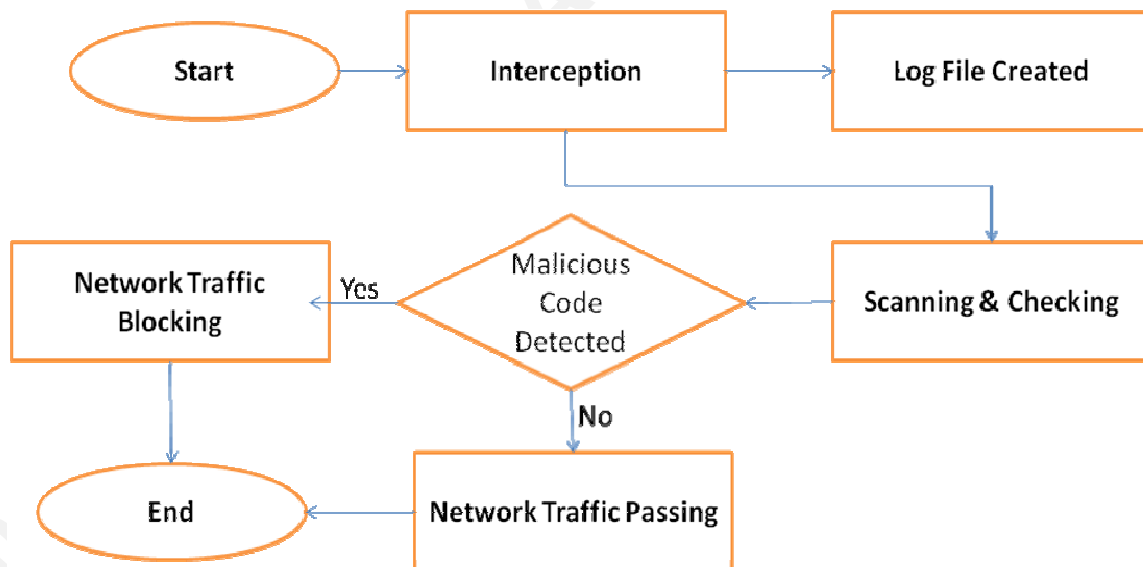 Start
Interception
Log File Created
Network Traffic
Blocking
Yes
Malicious
Code
Detected
Scanning & Checking
No
End
Network Traffic Passing